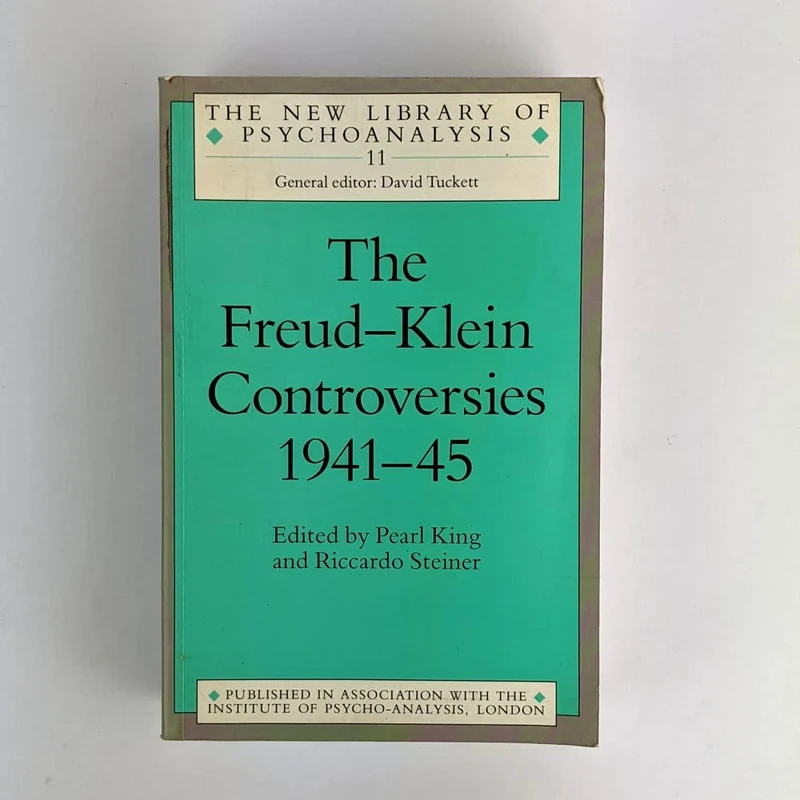 THE NEW LIBRARY OF
PSYCHOANALYSIS
11
General editor: David Tuckett
The
Freud–Klein
Controversies
1941–45
Edited by Pearl King
and Riccardo Steiner
PUBLISHED IN ASSOCIATION WITH THE
INSTITUTE OF PSYCHO-ANALYSIS, LONDON